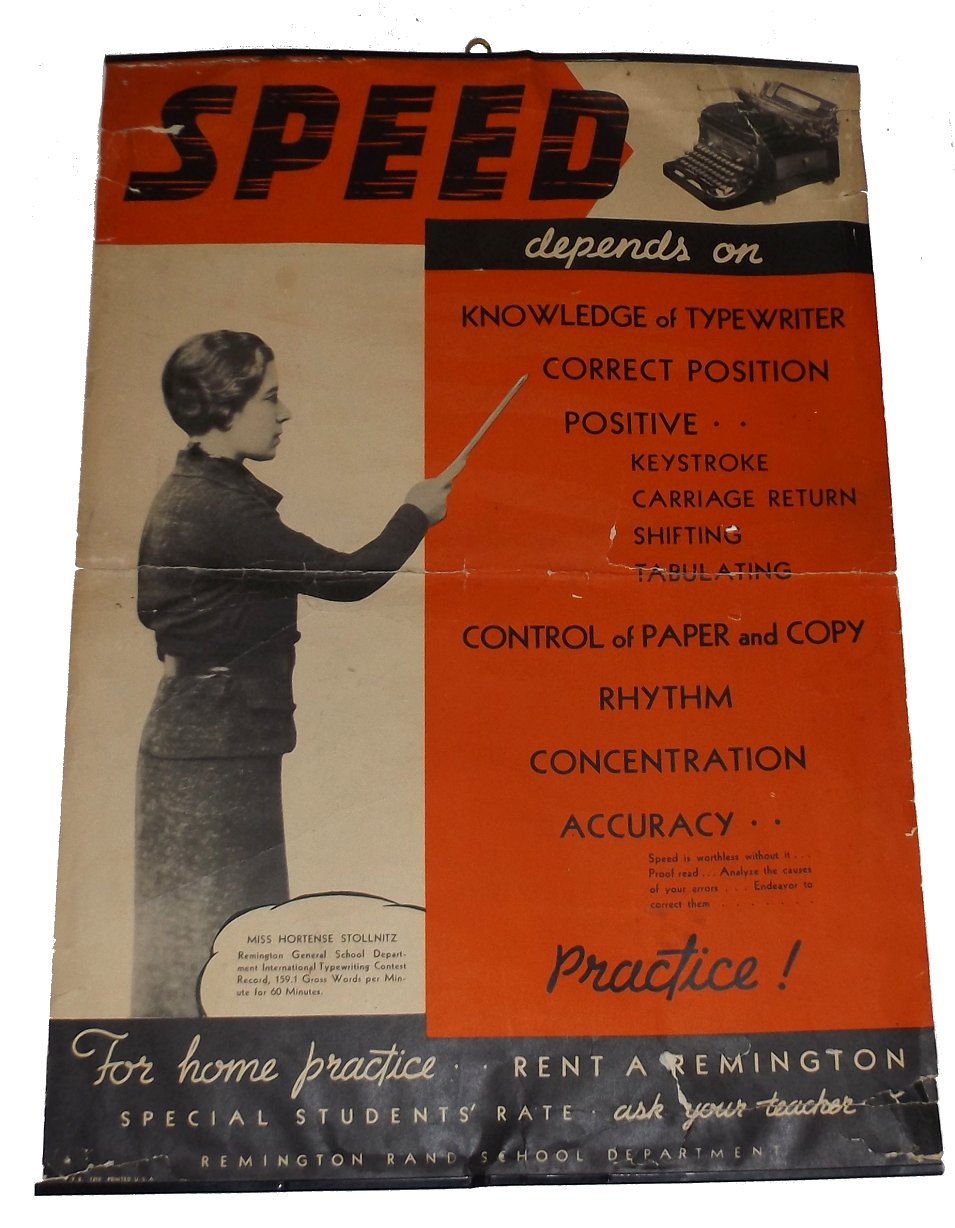 SPEED
depends on
KNOWLEDGE of TYPEWRITER
CORRECT POSITION
POSITIVE . .
KEYSTROKE
CARRIAGE RETURN
SHIFTING
TABULATING
CONTROL of PAPER and COPY
RHYTHM
CONCENTRATION
ACCURACY . .
Speed is worthless without it . . .
Proof read . . . Analyze the causes
of your errors . . . Endeavor to
correct them . . . . . . . .
Practice !
MISS HORTENSE STOLLNITZ
Remington General School Depart-
ment International Typewriting Contest
Record, 159.1 Gross Words per Min-
ute for 60 Minutes.
For home practice . . RENT A REMINGTON
SPECIAL STUDENTS' RATE . ask your teacher
REMINGTON RAND SCHOOL DEPARTMENT
PRINTED U.S.A.